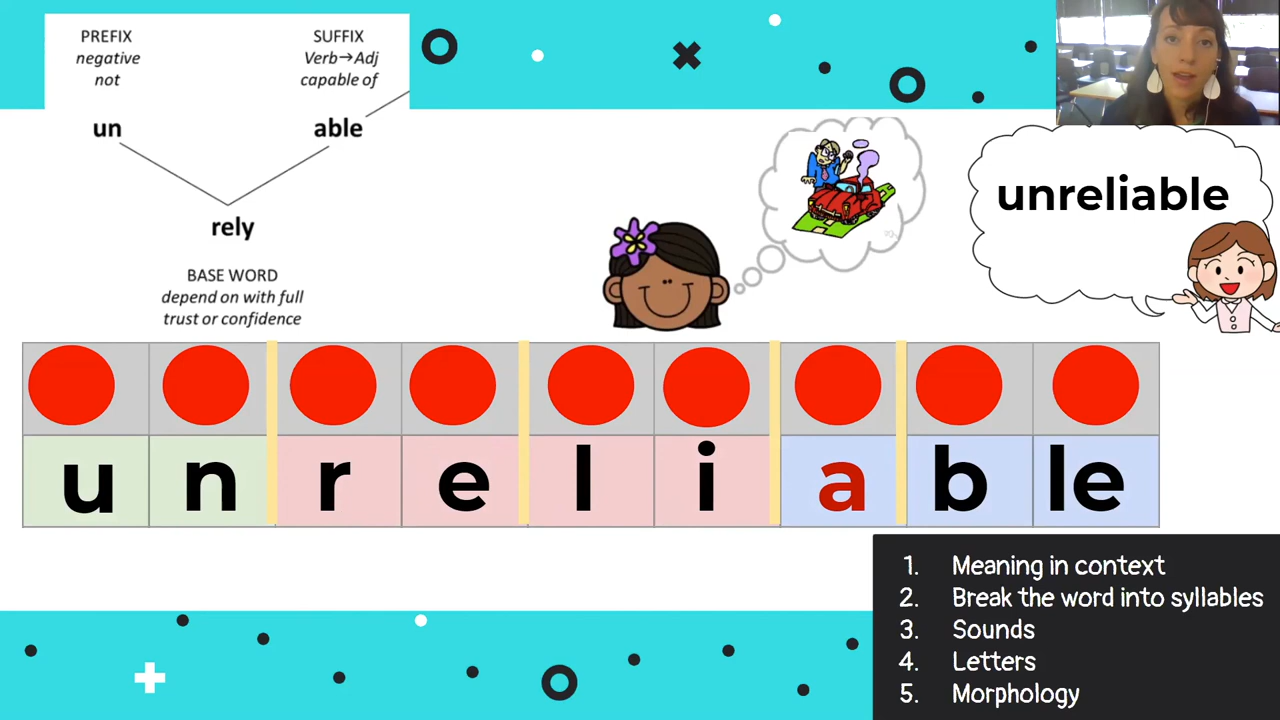 PREFIX
negative
not
un
SUFFIX
Verb→Adj
capable of
able
rely
BASE WORD
depend on with full
trust or confidence
unreliable
u n r e l i a b le
1. Meaning in context
2. Break the word into syllables
3. Sounds
4. Letters
5. Morphology